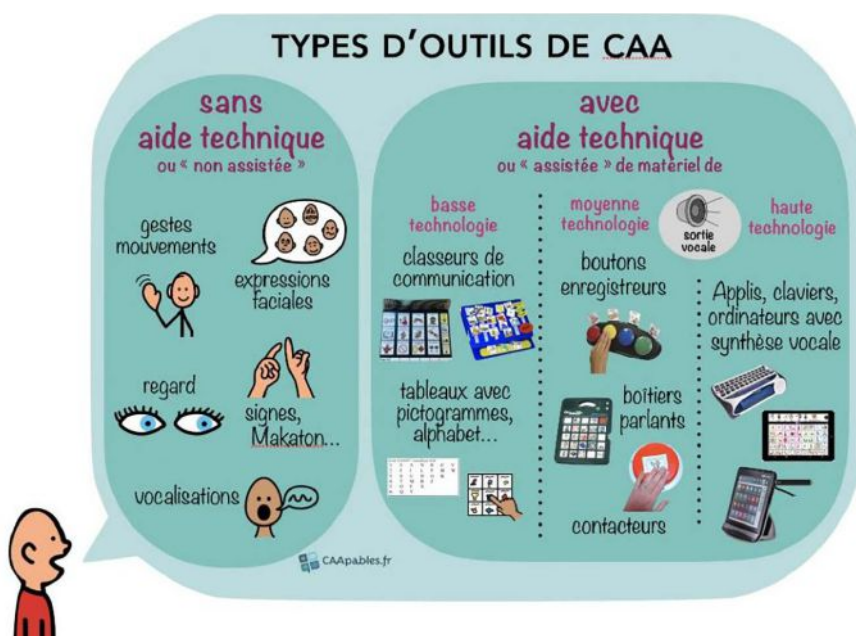 TYPES D'OUTILS DE CAA
sans
aide technique
ou « non assistée »
gestes
mouvements
expressions
faciales
regard
signes,
Makaton...
vocalisations
avec
aide technique
ou « assistée » de matériel de
basse
technologie
classeurs de
communication
tableaux avec
pictogrammes,
alphabet...
moyenne
technologie
sortie
vocale
haute
technologie
boutons
enregistreurs
boîtiers
parlants
contacteurs
Applis, claviers,
ordinateurs avec
synthèse vocale
CAApables.fr